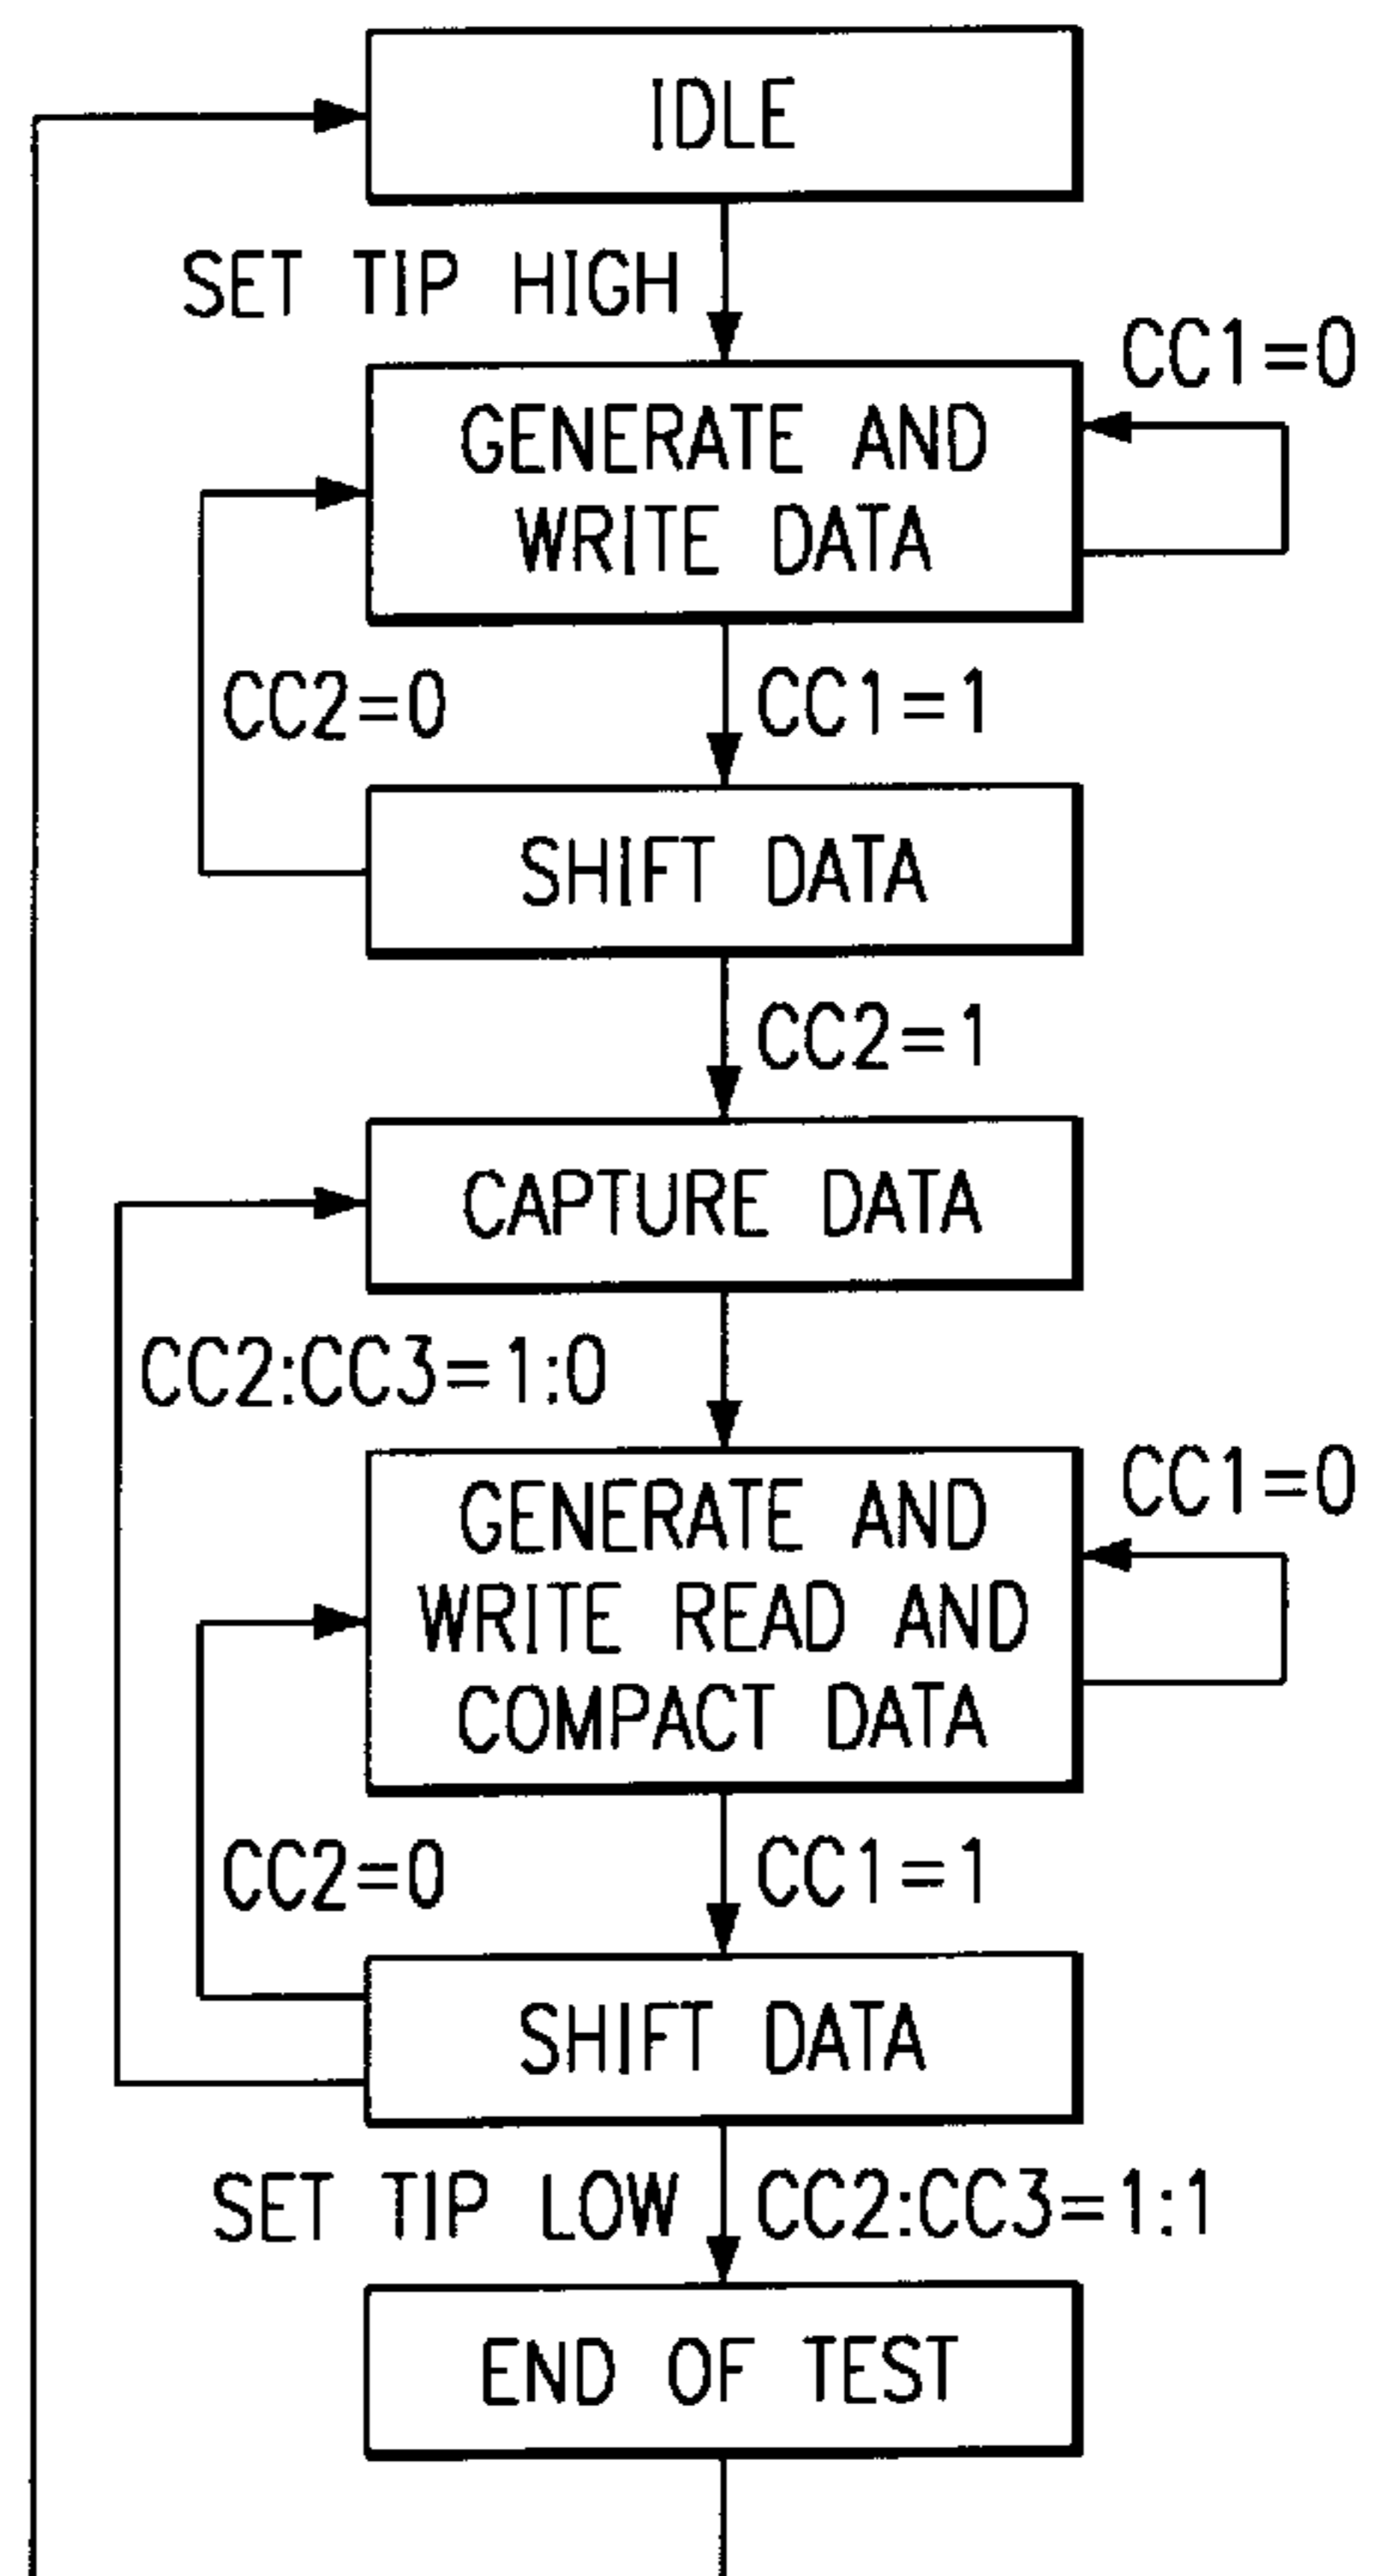 IDLE
SET TIP HIGH
CC1=0
GENERATE AND
WRITE DATA
CC2=0
CC1=1
SHIFT DATA
CC2=1
CAPTURE DATA
CC2:CC3=1:0
GENERATE AND
WRITE READ AND
COMPACT DATA
CC1=0
CC2=0
CC1=1
SHIFT DATA
SET TIP LOW
CC2:CC3=1:1
END OF TEST